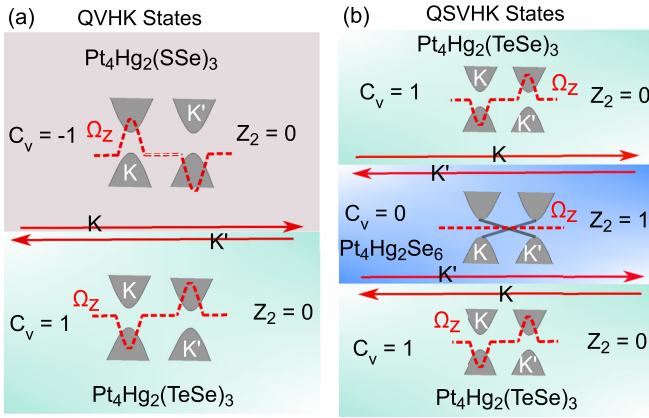 (a) QVHK States
Pt4Hg2(SSe)3
K K'
Cv = -1 Ωz Z2 = 0
K K'
K
K'
K K'
Ωz
Cv = 1 Z2 = 0
K K'
Pt4Hg2(TeSe)3
(b) QSVHK States
Pt4Hg2(TeSe)3
Cv = 1 Ωz Z2 = 0
K K'
K
K'
Cv = 0 Ωz Z2 = 1
Pt4Hg2Se6 K K'
K'
K
Ωz K K'
Cv = 1 Z2 = 0
K K'
Pt4Hg2(TeSe)3